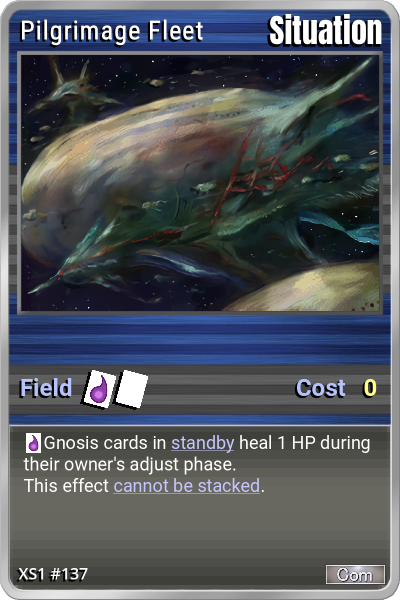 Pilgrimage Fleet Situation
Field Cost 0
Gnosis cards in standby heal 1 HP during
their owner's adjust phase.
This effect cannot be stacked.
XS1 #137 Com